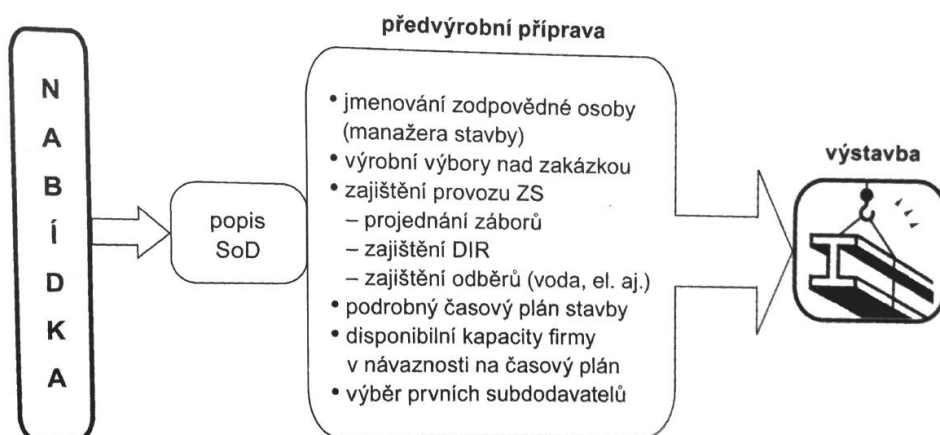 předvýrobní příprava
N
A
B
Í
D
K
A
popis
SoD
• jmenování zodpovědné osoby
(manažera stavby)
• výrobní výbory nad zakázkou
• zajištění provozu ZS
– projednání záborů
– zajištění DIR
– zajištění odběrů (voda, el. aj.)
• podrobný časový plán stavby
• disponibilní kapacity firmy
v návaznosti na časový plán
• výběr prvních subdodavatelů
výstavba